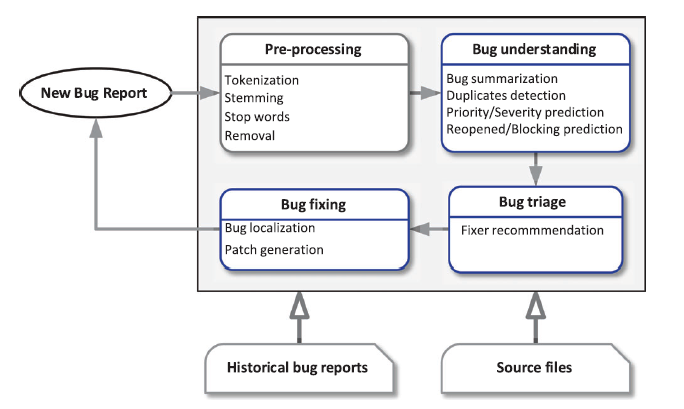 New Bug Report
Pre-processing
Tokenization
Stemming
Stop words
Removal
Bug understanding
Bug summarization
Duplicates detection
Priority/Severity prediction
Reopened/Blocking prediction
Bug triage
Fixer recommmendation
Bug fixing
Bug localization
Patch generation
Historical bug reports
Source files